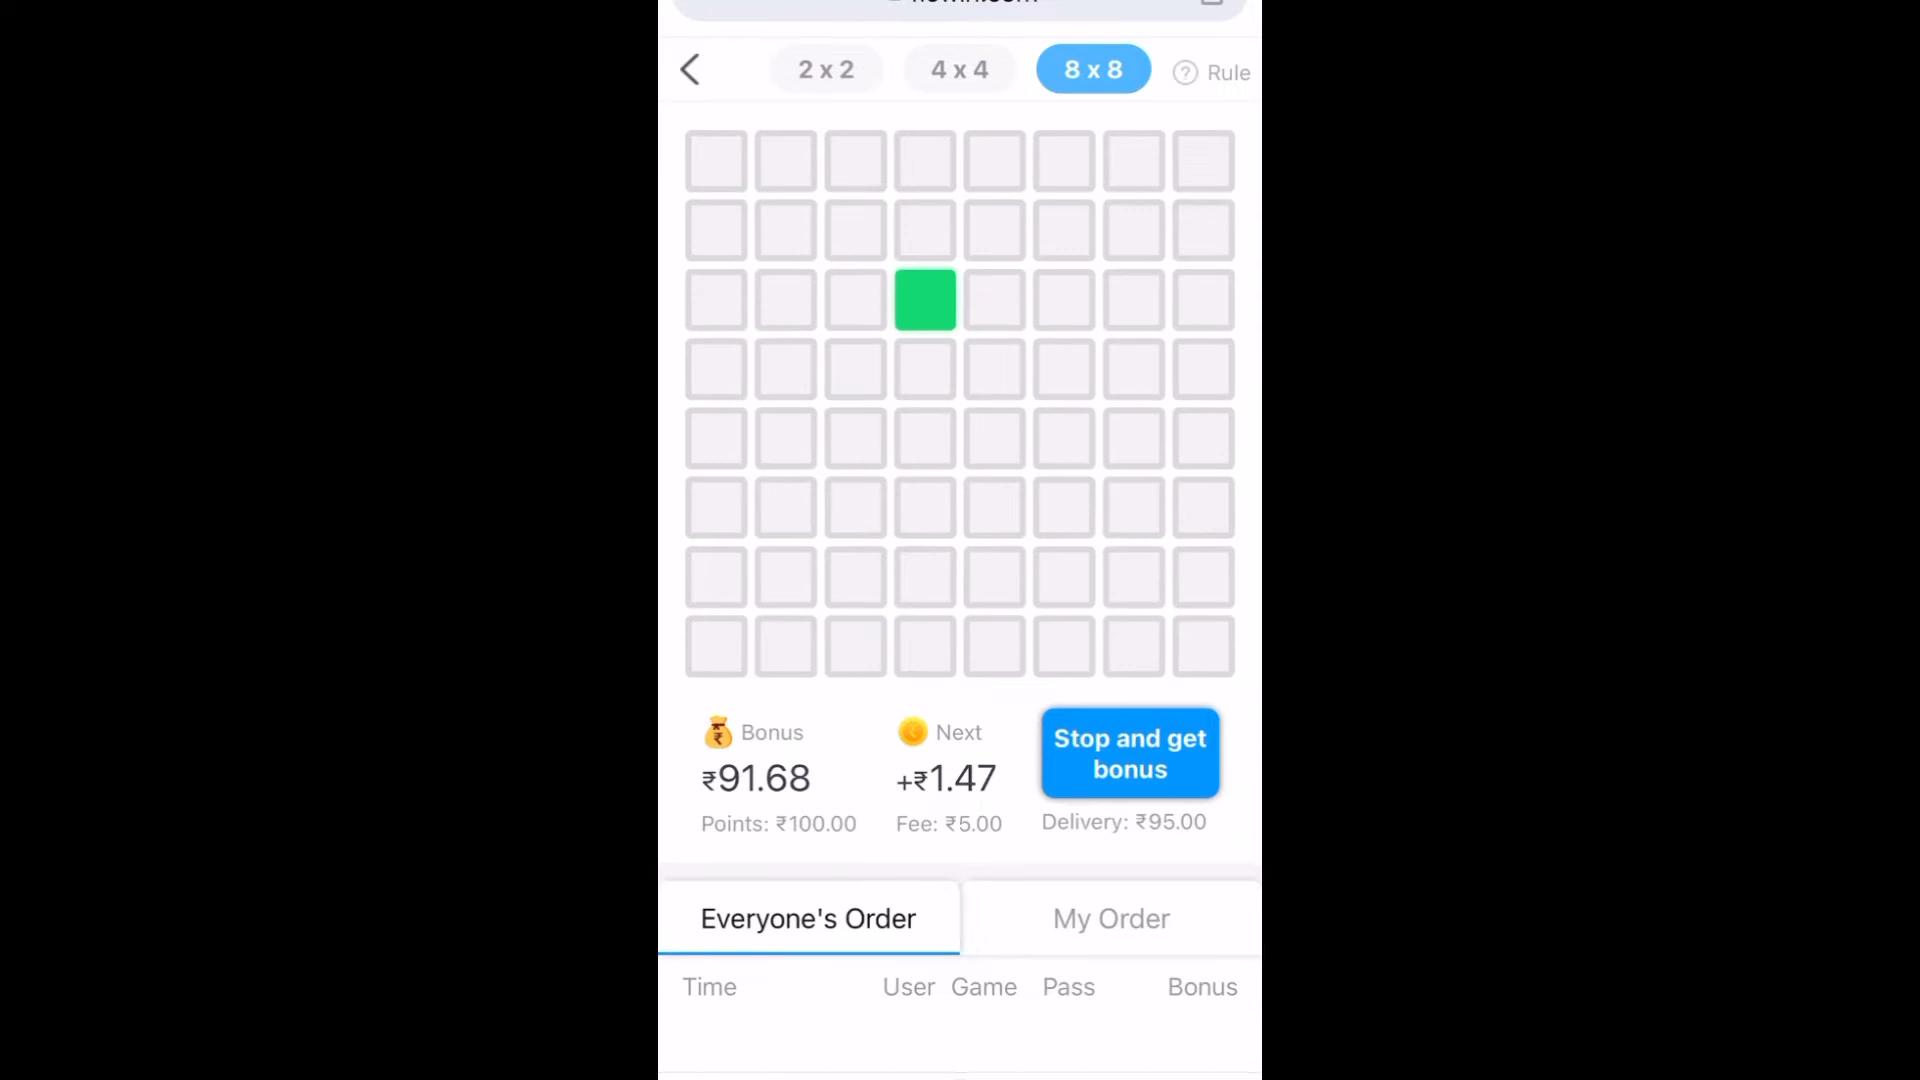 2 x 2
4 x 4
8 x 8
? Rule
Bonus
Next
Stop and get
bonus
₹91.68
+₹1.47
Points: ₹100.00
Fee: ₹5.00
Delivery: ₹95.00
Everyone's Order
My Order
Time
User
Game
Pass
Bonus